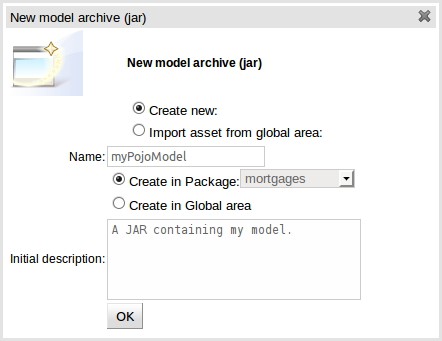 New model archive (jar)
New model archive (jar)
Create new:
Import asset from global area:
Name: myPojoModel
Create in Package: mortgages
Create in Global area
Initial description: A JAR containing my model.
OK